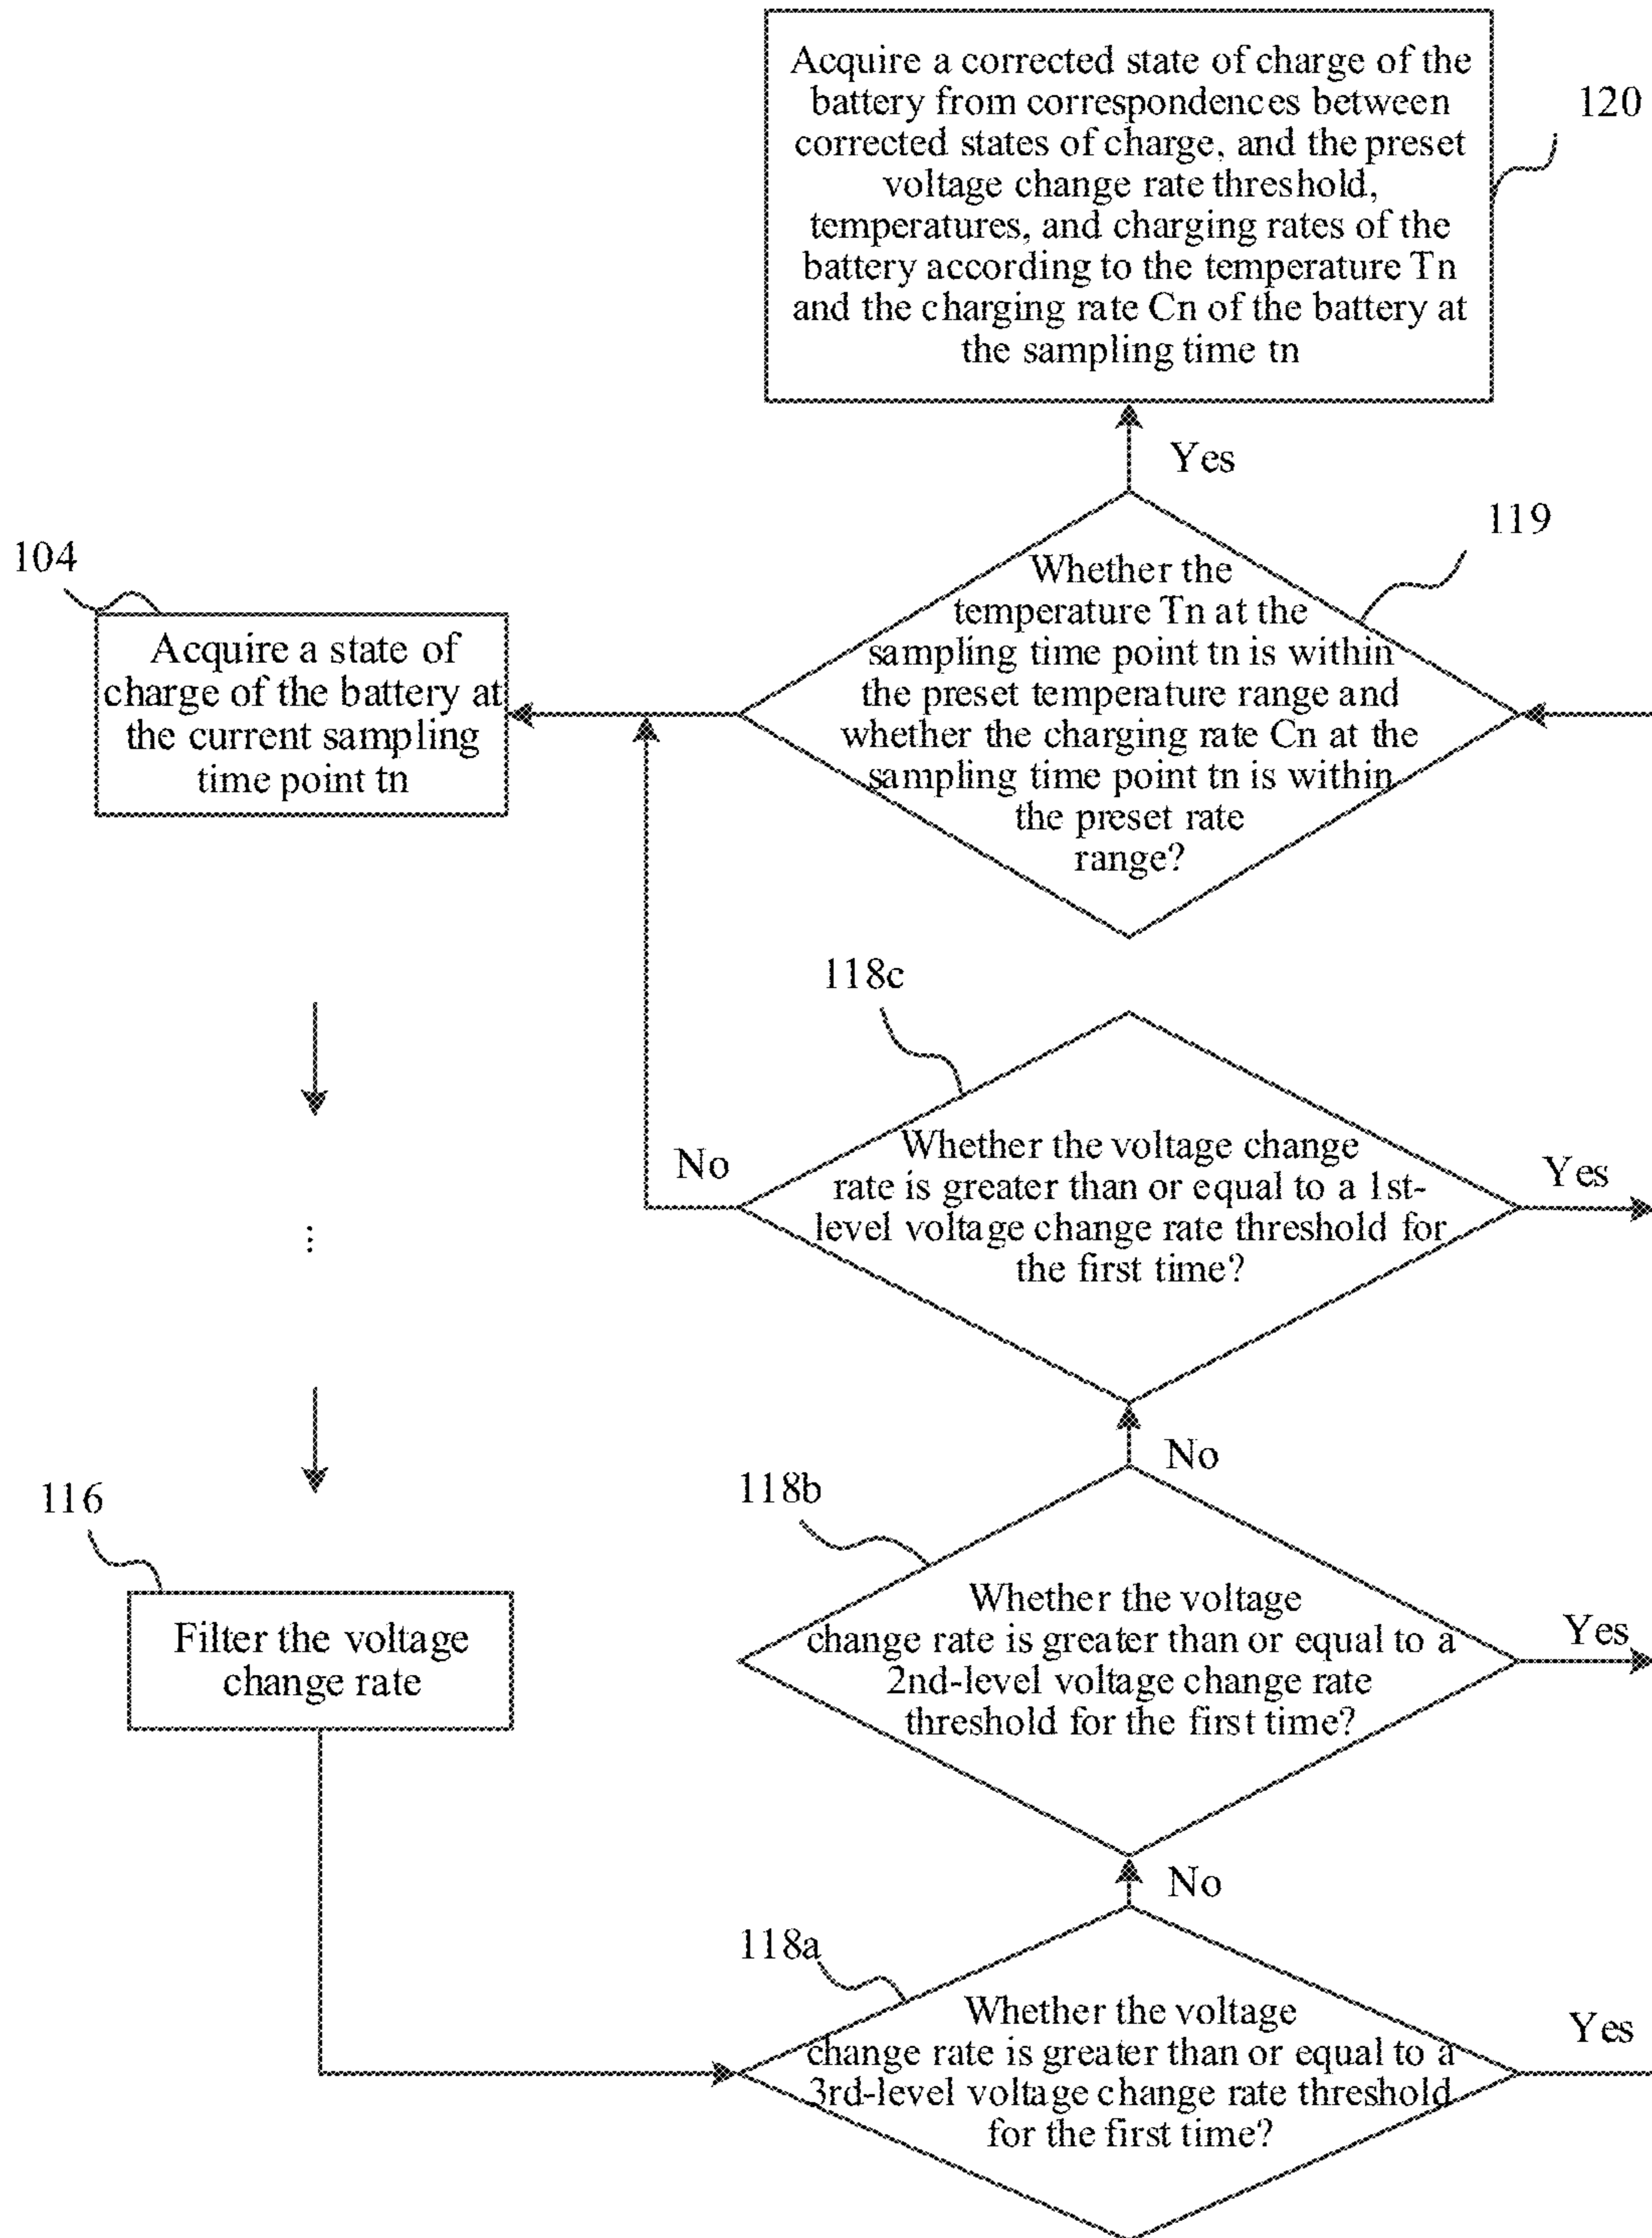 Acquire a corrected state of charge of the
battery from correspondences between
corrected states of charge, and the preset
voltage change rate threshold,
temperatures, and charging rates of the
battery according to the temperature Tn
and the charging rate Cn of the battery at
the sampling time tn
120
Yes
119
104
Whether the
temperature Tn at the
sampling time point tn is within
the preset temperature range and
whether the charging rate Cn at the
sampling time point tn is within
the preset rate
range?
Acquire a state of
charge of the battery at
the current sampling
time point tn
118c
Whether the voltage change
rate is greater than or equal to a 1st-
level voltage change rate threshold for
the first time?
No
Yes
...
No
116
118b
Whether the voltage
change rate is greater than or equal to a
2nd-level voltage change rate
threshold for the first time?
Yes
Filter the voltage
change rate
No
118a
Whether the voltage
change rate is greater than or equal to a
3rd-level voltage change rate threshold
for the first time?
Yes